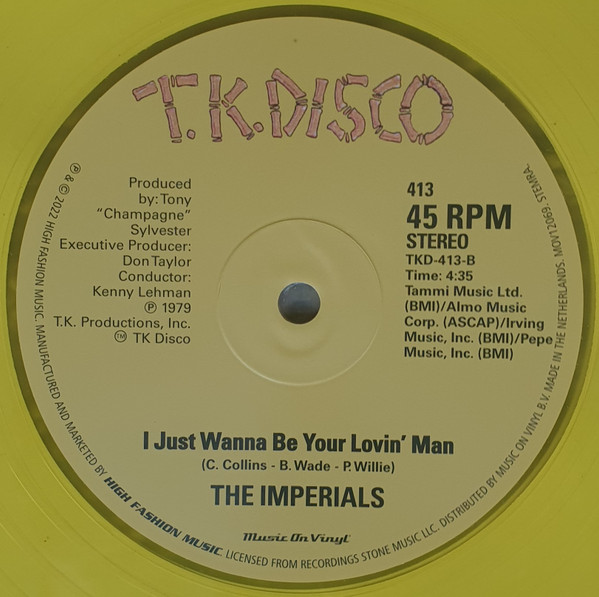 T.K.DISCO
Produced
by: Tony
"Champagne"
Sylvester
Executive Producer:
Don Taylor
Conductor:
Kenny Lehman
℗ 1979
T.K. Productions, Inc.
™ TK Disco
413
45 RPM
STEREO
TKD-413-B
Time: 4:35
Tammi Music Ltd.
(BMI)/Almo Music
Corp. (ASCAP)/Irving
Music, Inc. (BMI)/Pepe
Music, Inc. (BMI)
I Just Wanna Be Your Lovin' Man
(C. Collins - B. Wade - P. Willie)
THE IMPERIALS
Music On Vinyl
℗ & © 2022 HIGH FASHION MUSIC. MANUFACTURED AND MARKETED BY HIGH FASHION MUSIC. LICENSED FROM RECORDINGS STONE MUSIC LLC. DISTRIBUTED BY MUSIC ON VINYL B.V. MADE IN THE NETHERLANDS. MOV12069. STEMRA.